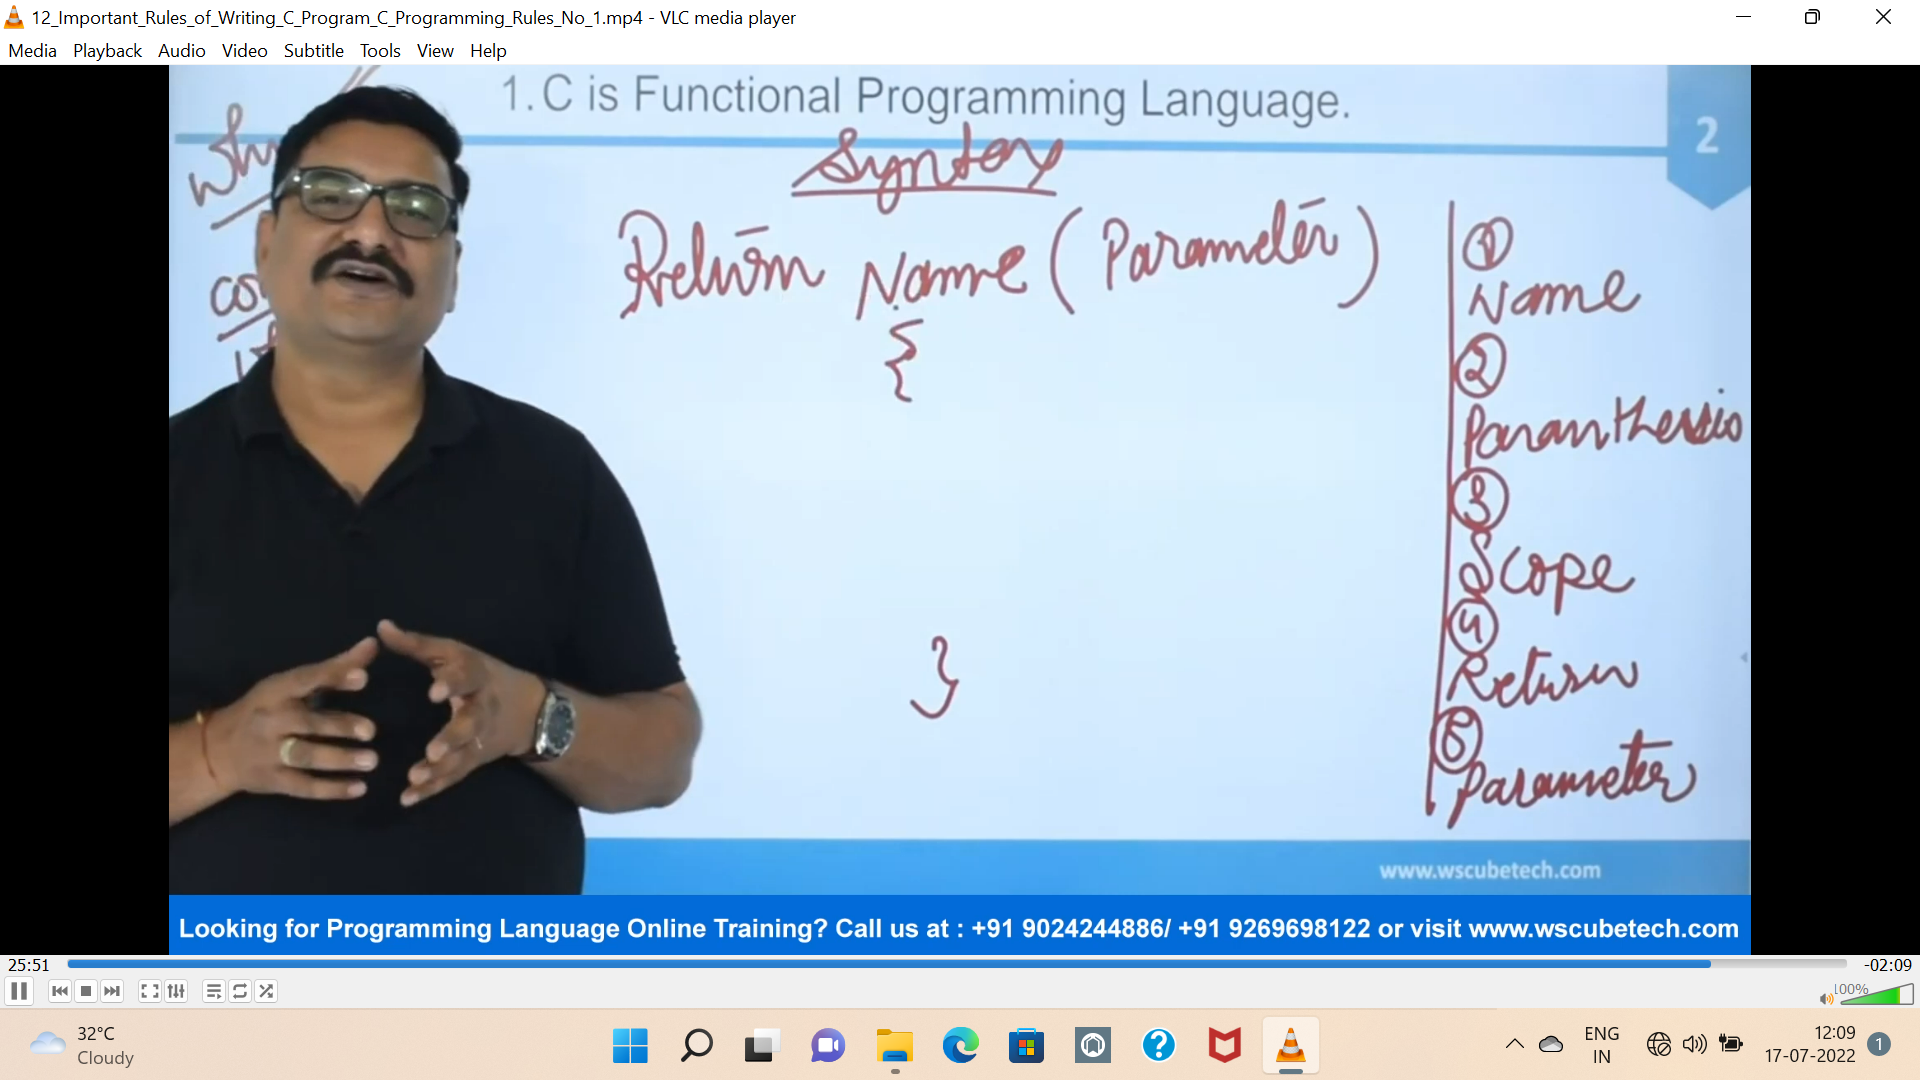 12_Important_Rules_of_Writing_C_Program_C_Programming_Rules_No_1.mp4 - VLC media player
Media Playback Audio Video Subtitle Tools View Help
1. C is Functional Programming Language.
2
Syntax
Return Name (Parameter)
{
}
1
Name
2
Paranthesis
3
Scope
4
Return
5
Parameter
www.wscubetech.com
Looking for Programming Language Online Training? Call us at : +91 9024244886/ +91 9269698122 or visit www.wscubetech.com
25:51 -02:09
100%
32°C
Cloudy
ENG
IN
12:09
17-07-2022
1